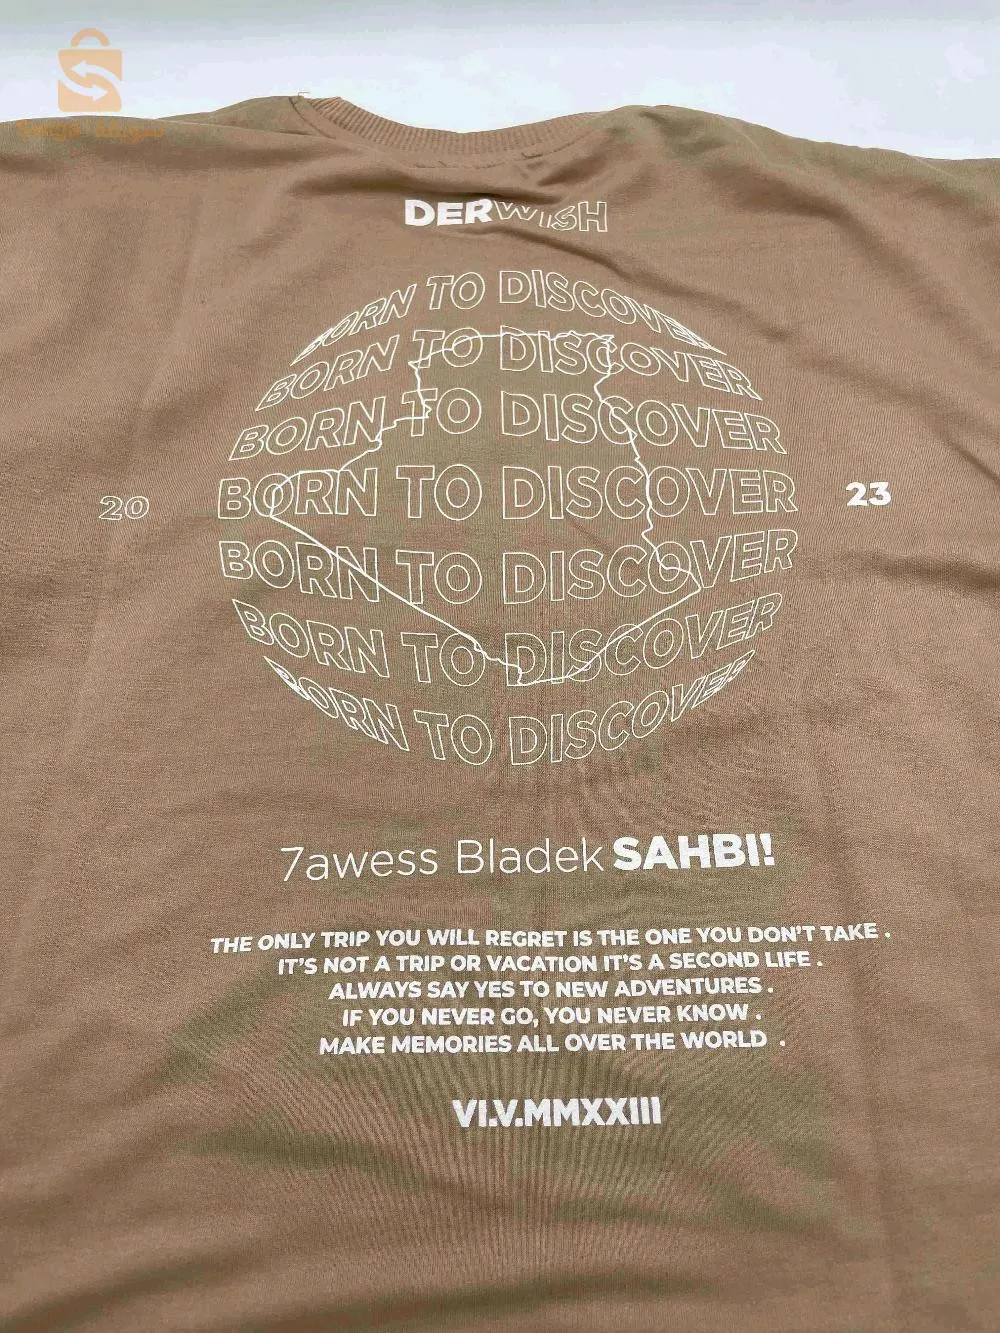 سويقة
DERWISH
BORN TO DISCOVER
BORN TO DISCOVER
BORN TO DISCOVER
20 BORN TO DISCOVER 23
BORN TO DISCOVER
BORN TO DISCOVER
BORN TO DISCOVER
7awess Bladek SAHBI!
THE ONLY TRIP YOU WILL REGRET IS THE ONE YOU DON'T TAKE .
IT'S NOT A TRIP OR VACATION IT'S A SECOND LIFE .
ALWAYS SAY YES TO NEW ADVENTURES .
IF YOU NEVER GO, YOU NEVER KNOW .
MAKE MEMORIES ALL OVER THE WORLD .
VI.V.MMXXIII